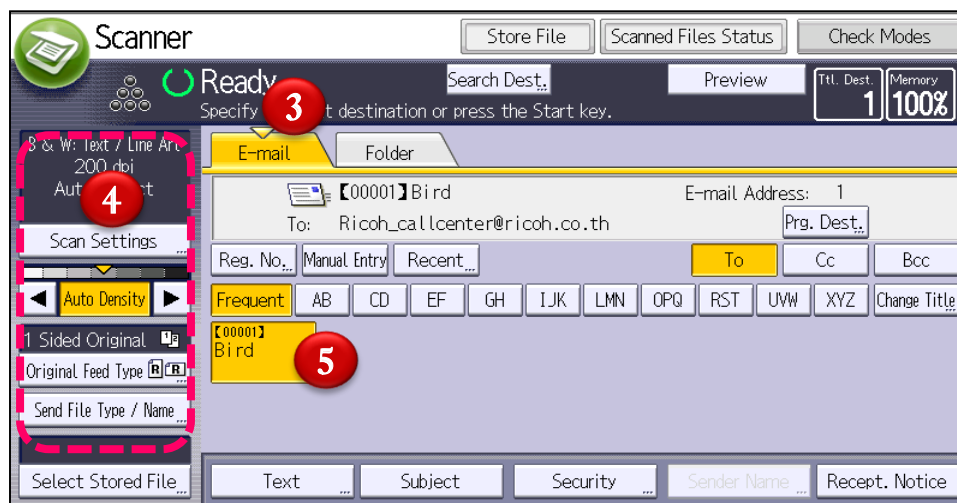 Scanner
Store File
Scanned Files Status
Check Modes
Ready
Search Dest.
Preview
Ttl. Dest.
1
Memory
100%
Specify t destination or press the Start key.
3
B & W: Text / Line Art
200 dpi
4
Scan Settings
Auto Density
1 Sided Original
Original Feed Type
Send File Type / Name
Select Stored File
E-mail
Folder
【00001】Bird
E-mail Address: 1
To: Ricoh_callcenter@ricoh.co.th
Prg. Dest.
Reg. No. Manual Entry Recent
To Cc Bcc
Frequent AB CD EF GH IJK LMN OPQ RST UVW XYZ Change Title
【00001】
Bird
5
Text Subject Security Sender Name Recept. Notice